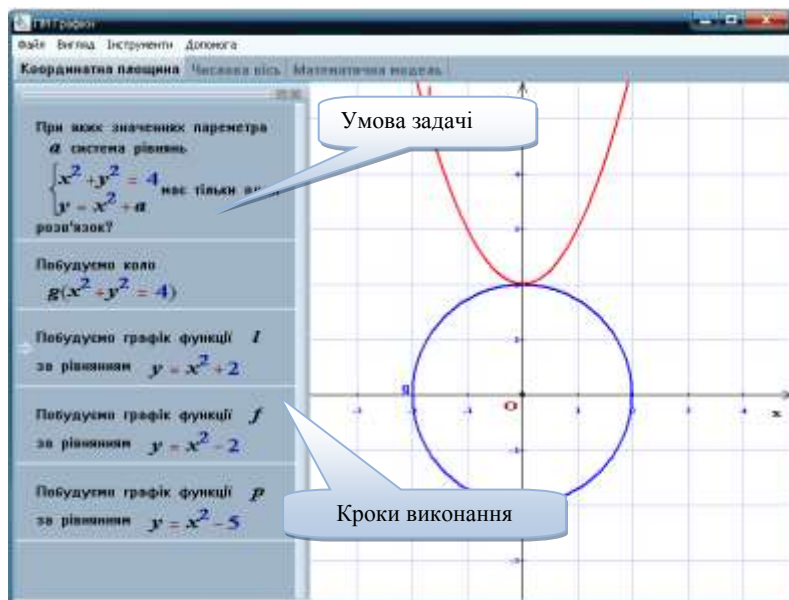 ПМ Графіки
Файл Вигляд Інструменти Допомога
Координатна площина Числова вісь Математична модель
При яких значеннях параметра
a система рівнянь
x² + y² = 4
y = x² + a
має тільки
розв'язок?
Побудуємо коло
g(x² + y² = 4)
Побудуємо графік функції l
за рівнянням y = x² + 2
Побудуємо графік функції f
за рівнянням y = x² - 2
Побудуємо графік функції p
за рівнянням y = x² - 5
Умова задачі
Кроки виконання
g
O
x